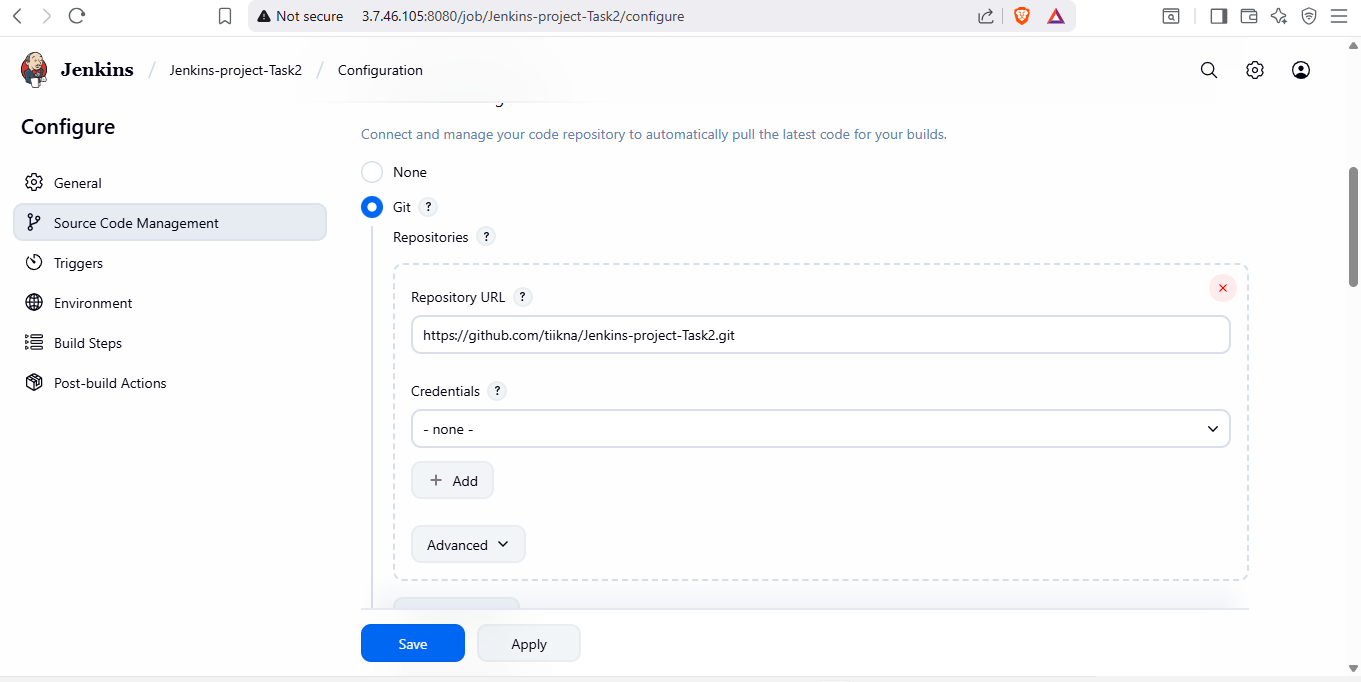 Not secure 3.7.46.105:8080/job/Jenkins-project-Task2/configure
Jenkins / Jenkins-project-Task2 / Configuration
Configure
General
Source Code Management
Triggers
Environment
Build Steps
Post-build Actions
Connect and manage your code repository to automatically pull the latest code for your builds.
None
Git ?
Repositories ?
Repository URL ?
https://github.com/tiikna/Jenkins-project-Task2.git
Credentials ?
- none -
+ Add
Advanced
Save Apply